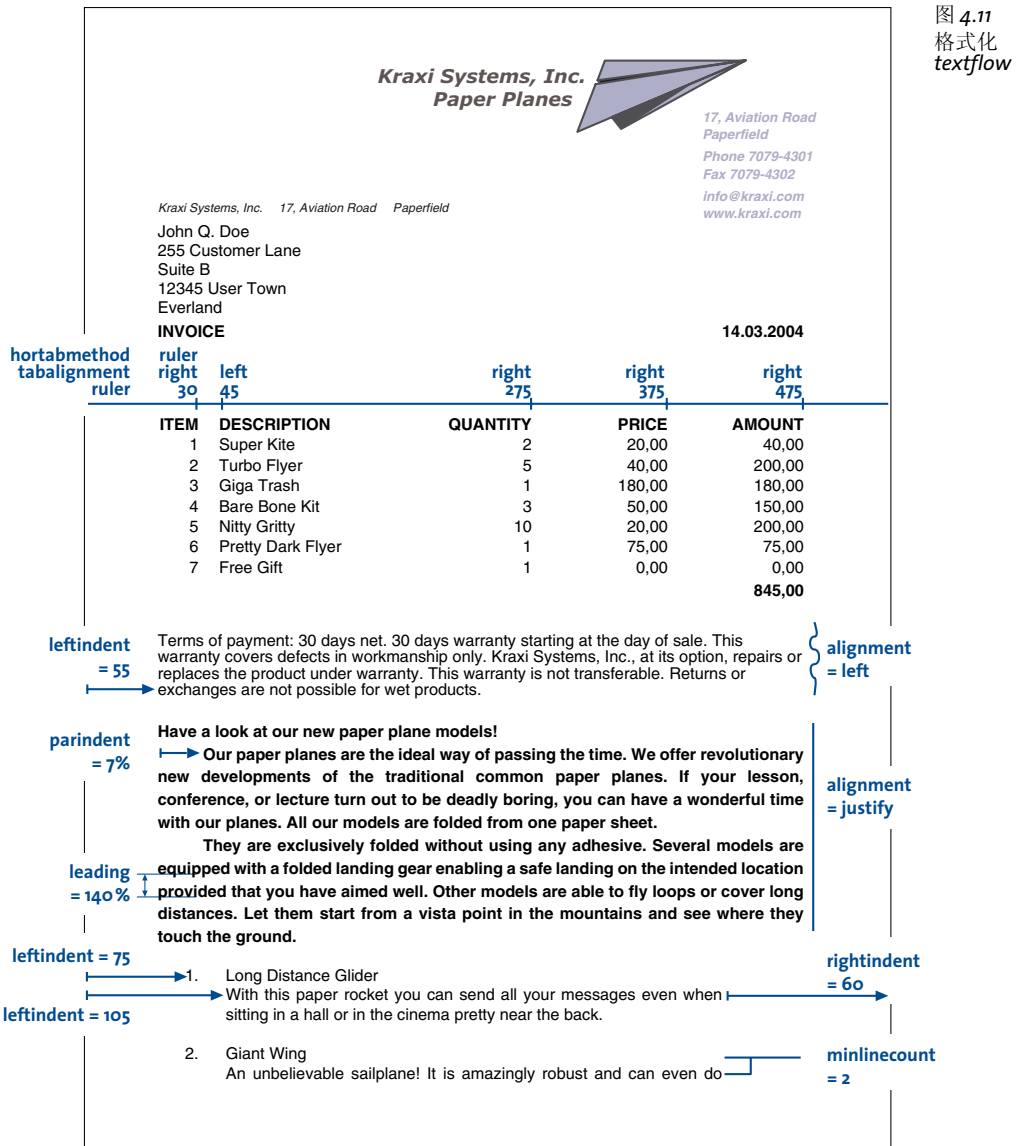 图 4.11
格式化
textflow
Kraxi Systems, Inc.
Paper Planes
17, Aviation Road
Paperfield
Phone 7079-4301
Fax 7079-4302
info@kraxi.com
www.kraxi.com
Kraxi Systems, Inc. 17, Aviation Road Paperfield
John Q. Doe
255 Customer Lane
Suite B
12345 User Town
Everland
INVOICE 14.03.2004
hortabmethod ruler
tabalignment right left right right right
ruler 30 45 275 375 475
ITEM DESCRIPTION QUANTITY PRICE AMOUNT
1 Super Kite 2 20,00 40,00
2 Turbo Flyer 5 40,00 200,00
3 Giga Trash 1 180,00 180,00
4 Bare Bone Kit 3 50,00 150,00
5 Nitty Gritty 10 20,00 200,00
6 Pretty Dark Flyer 1 75,00 75,00
7 Free Gift 1 0,00 0,00
845,00
leftindent
= 55
Terms of payment: 30 days net. 30 days warranty starting at the day of sale. This
warranty covers defects in workmanship only. Kraxi Systems, Inc., at its option, repairs or
replaces the product under warranty. This warranty is not transferable. Returns or
exchanges are not possible for wet products.
alignment
= left
parindent
= 7%
Have a look at our new paper plane models!
Our paper planes are the ideal way of passing the time. We offer revolutionary
new developments of the traditional common paper planes. If your lesson,
conference, or lecture turn out to be deadly boring, you can have a wonderful time
with our planes. All our models are folded from one paper sheet.
alignment
= justify
They are exclusively folded without using any adhesive. Several models are
equipped with a folded landing gear enabling a safe landing on the intended location
provided that you have aimed well. Other models are able to fly loops or cover long
distances. Let them start from a vista point in the mountains and see where they
touch the ground.
leading
= 140%
leftindent = 75
1. Long Distance Glider
With this paper rocket you can send all your messages even when
sitting in a hall or in the cinema pretty near the back.
leftindent = 105
rightindent
= 60
2. Giant Wing
An unbelievable sailplane! It is amazingly robust and can even do
minlinecount
= 2